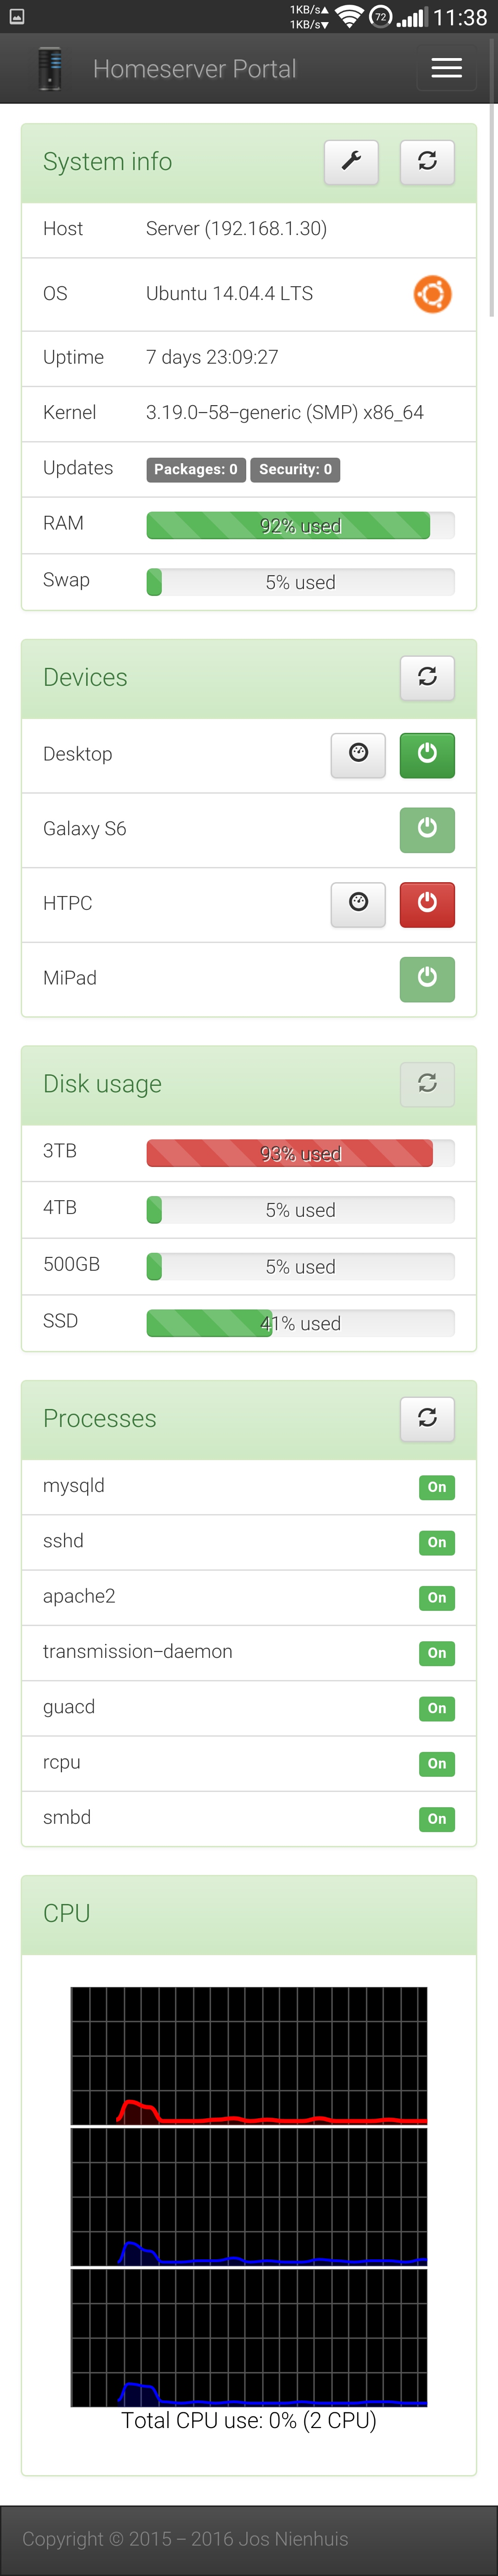 1KB/s▲
1KB/s▼
72
11:38
Homeserver Portal
System info
Host Server (192.168.1.30)
OS Ubuntu 14.04.4 LTS
Uptime 7 days 23:09:27
Kernel 3.19.0-58-generic (SMP) x86_64
Updates Packages: 0 Security: 0
RAM 92% used
Swap 5% used
Devices
Desktop
Galaxy S6
HTPC
MiPad
Disk usage
3TB 93% used
4TB 5% used
500GB 5% used
SSD 41% used
Processes
mysqld On
sshd On
apache2 On
transmission-daemon On
guacd On
rcpu On
smbd On
CPU
Total CPU use: 0% (2 CPU)
Copyright © 2015 - 2016 Jos Nienhuis